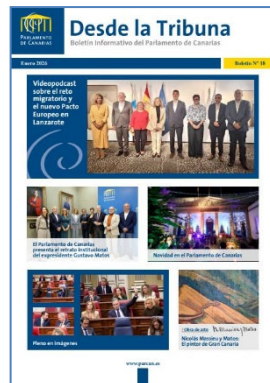 PARLAMENTO
DE CANARIAS
Desde la Tribuna
Boletín Informativo del Parlamento de Canarias
Enero 2026
Boletín Nº 18
Videopodcast
sobre el reto
migratorio y
el nuevo Pacto
Europeo en
Lanzarote
El Parlamento de Canarias
presenta el retrato institucional
del expresidente Gustavo Matos
Navidad en el Parlamento de Canarias
Pleno en imágenes
Obra de arte
Nicolás Massieu y Matos:
El pintor de Gran Canaria
www.parcan.es